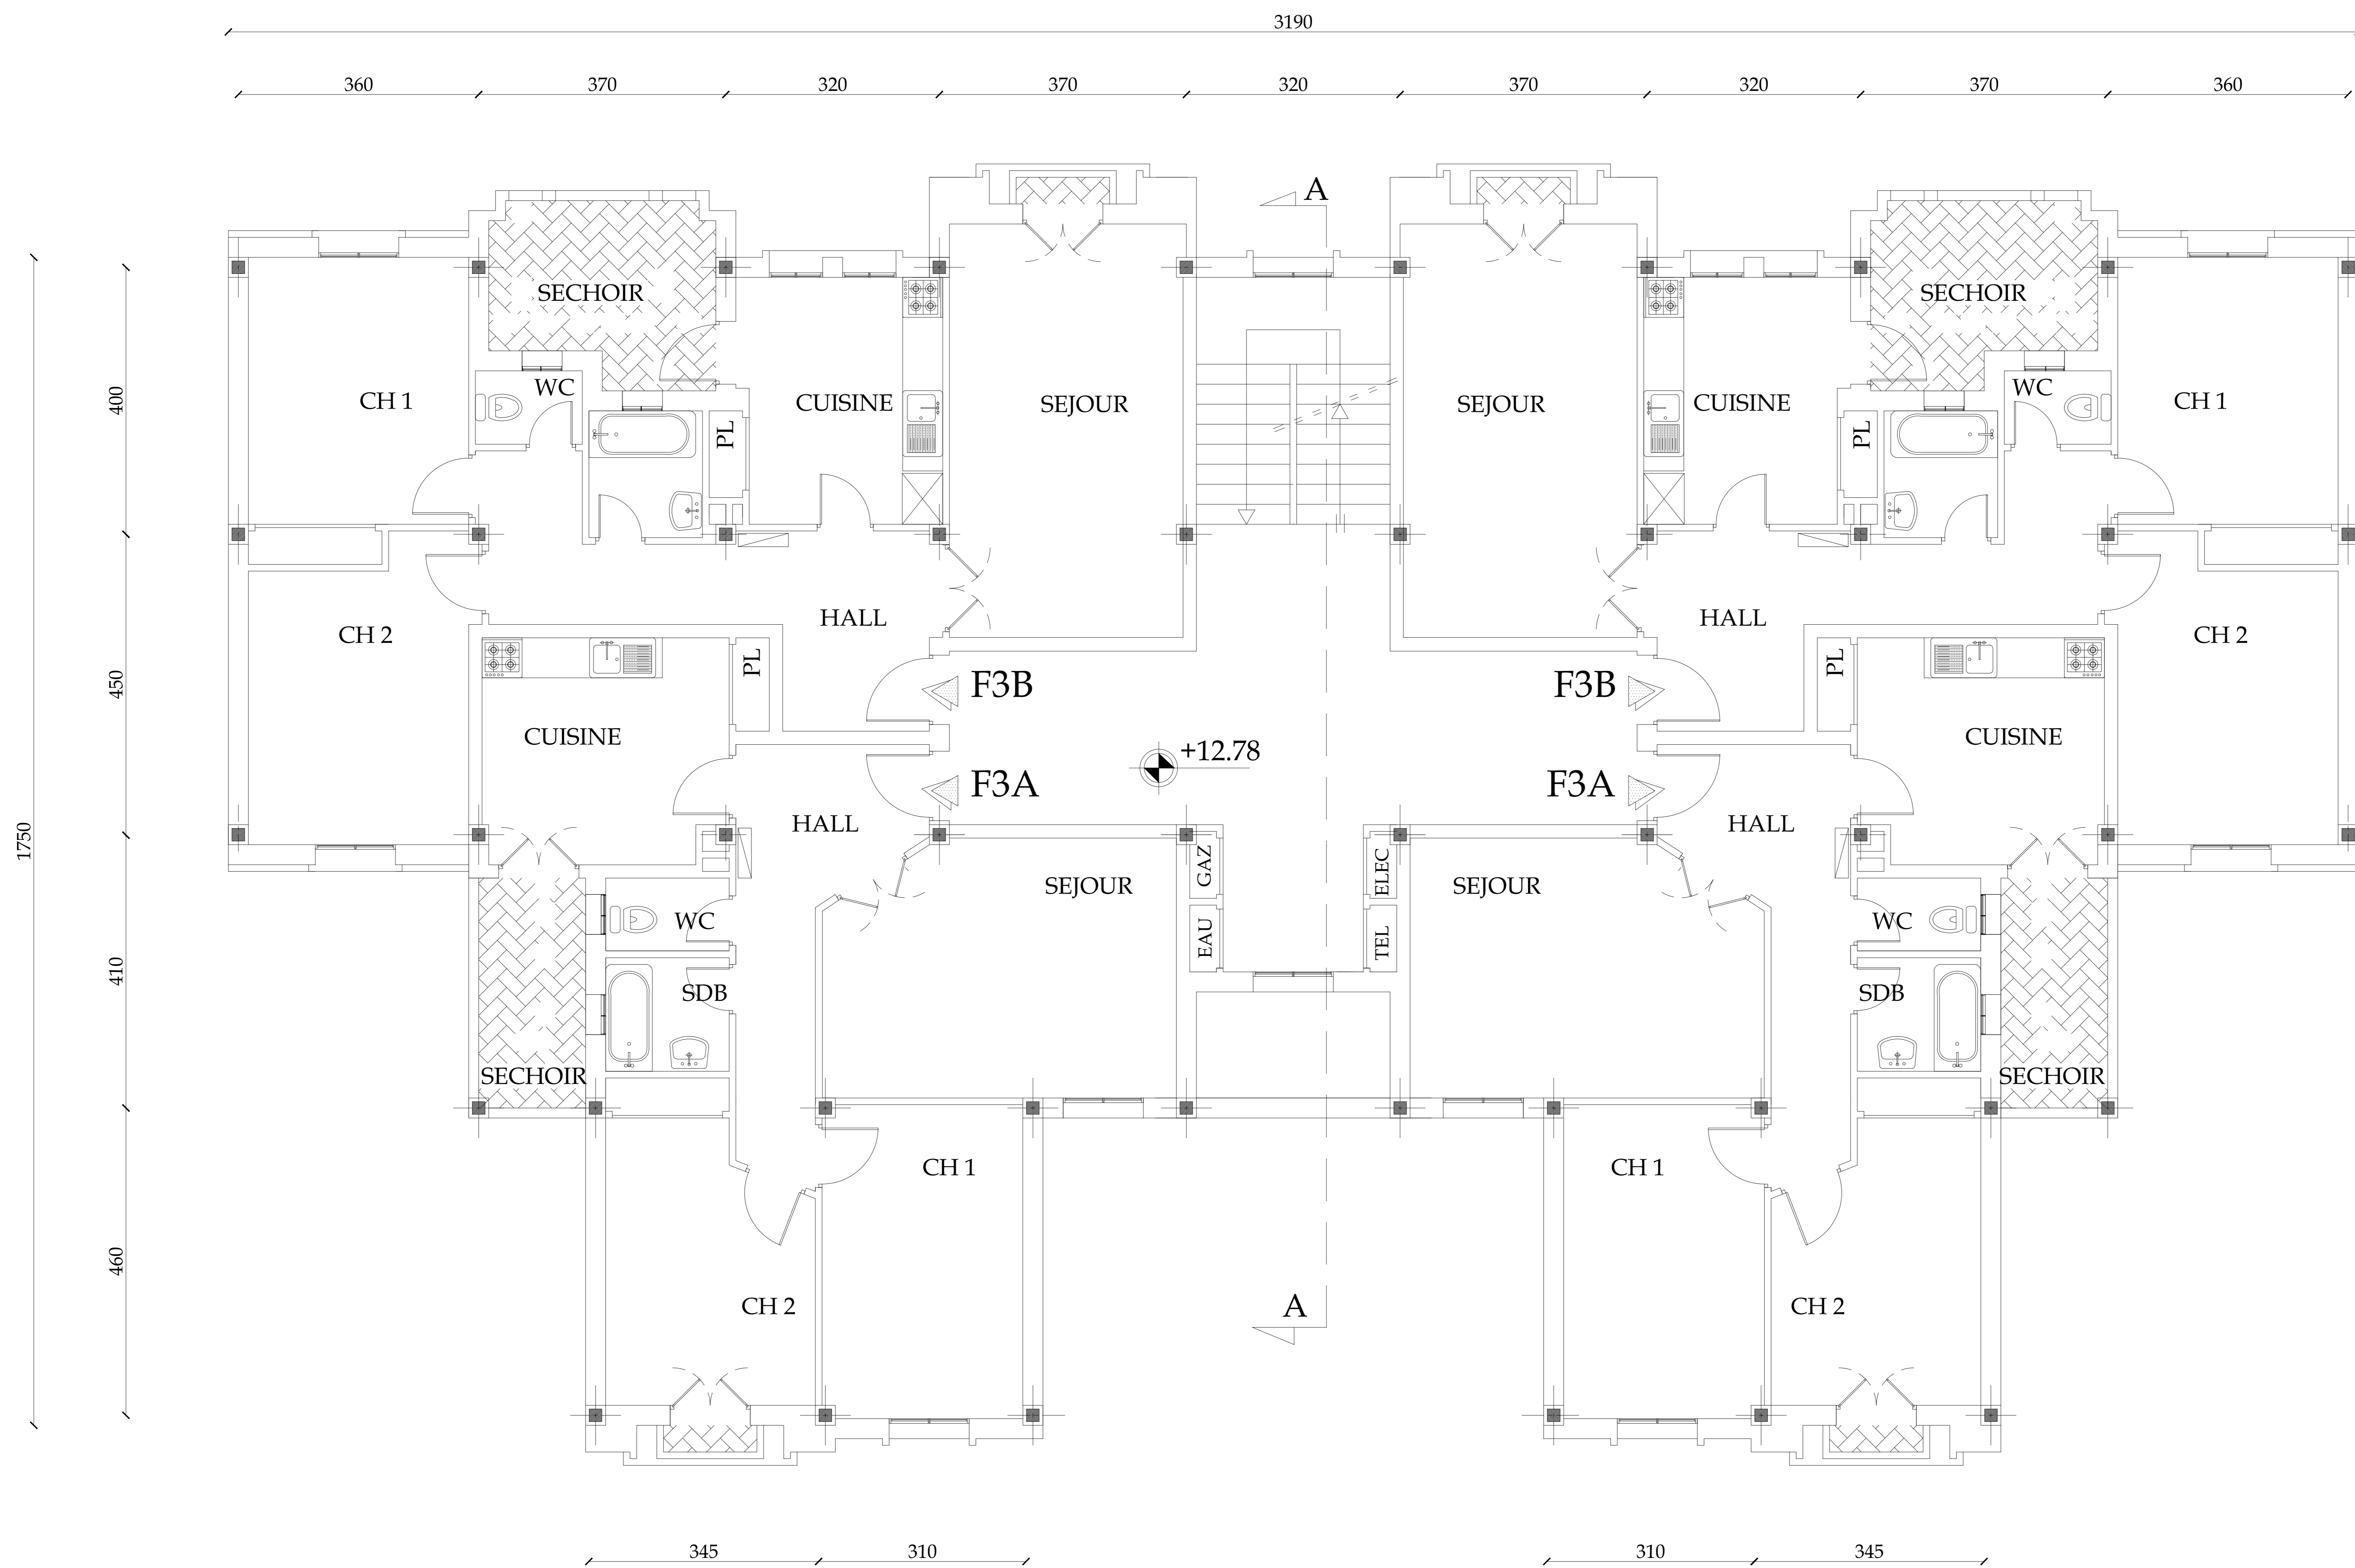 3190
360 370 320 370 320 370 320 370 360
A
SECHOIR SECHOIR
WC WC
CH 1 CUISINE SEJOUR SEJOUR CUISINE CH 1
PL PL
400
HALL HALL
CH 2 CH 2
PL PL
450
F3B F3B
CUISINE CUISINE
+12.78
F3A F3A
HALL HALL
1750
GAZ ELEC
SEJOUR SEJOUR
WC WC
EAU TEL
410
SDB SDB
SECHOIR SECHOIR
CH 1 CH 1
460
CH 2 A CH 2
345 310 310 345